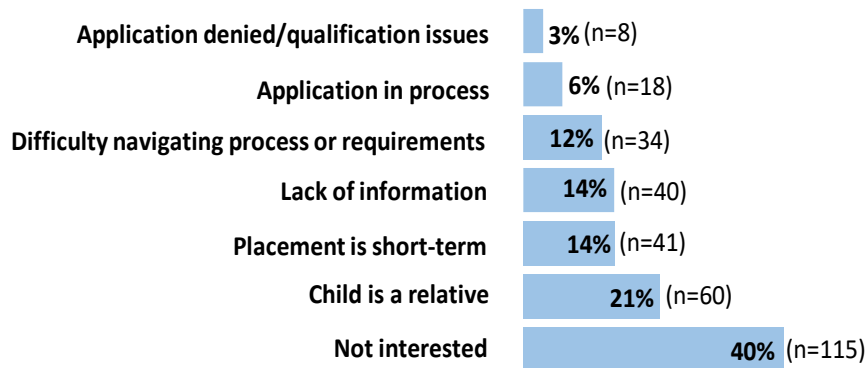 Application denied/qualification issues 3% (n=8)
Application in process 6% (n=18)
Difficulty navigating process or requirements 12% (n=34)
Lack of information 14% (n=40)
Placement is short-term 14% (n=41)
Child is a relative 21% (n=60)
Not interested 40% (n=115)